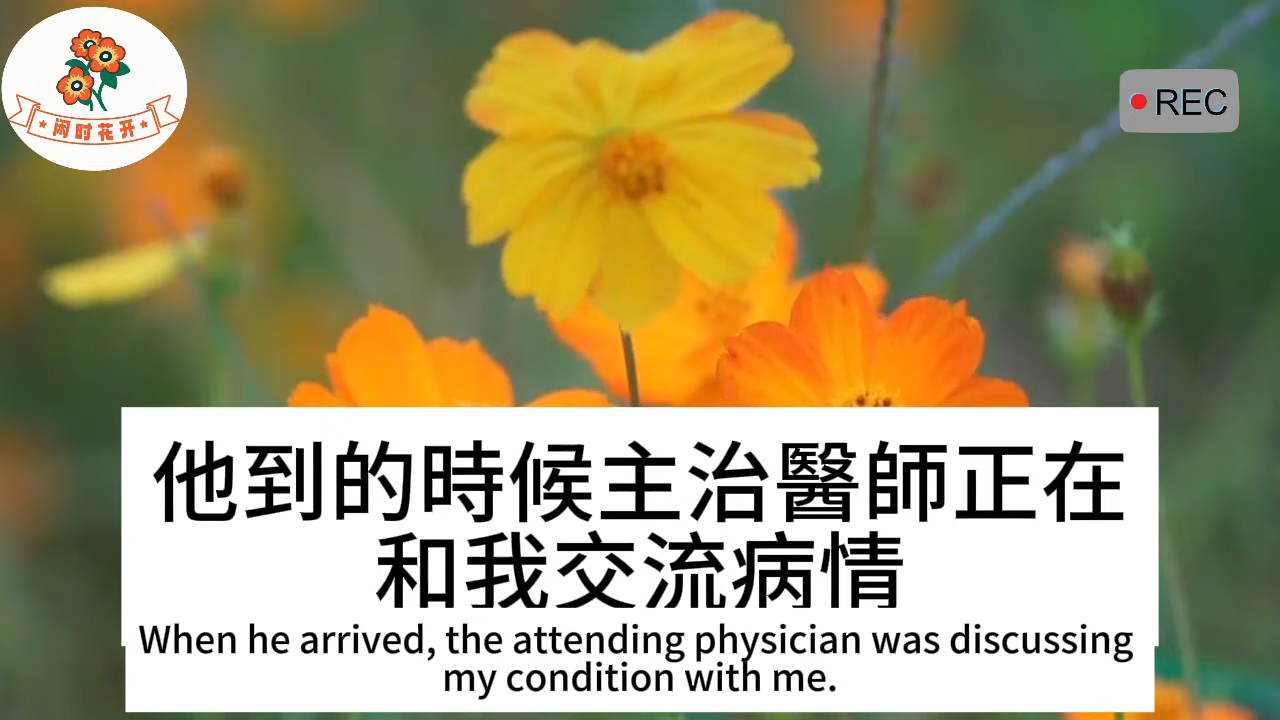 闲时花开
REC
他到的時候主治醫師正在
和我交流病情
When he arrived, the attending physician was discussing
my condition with me.